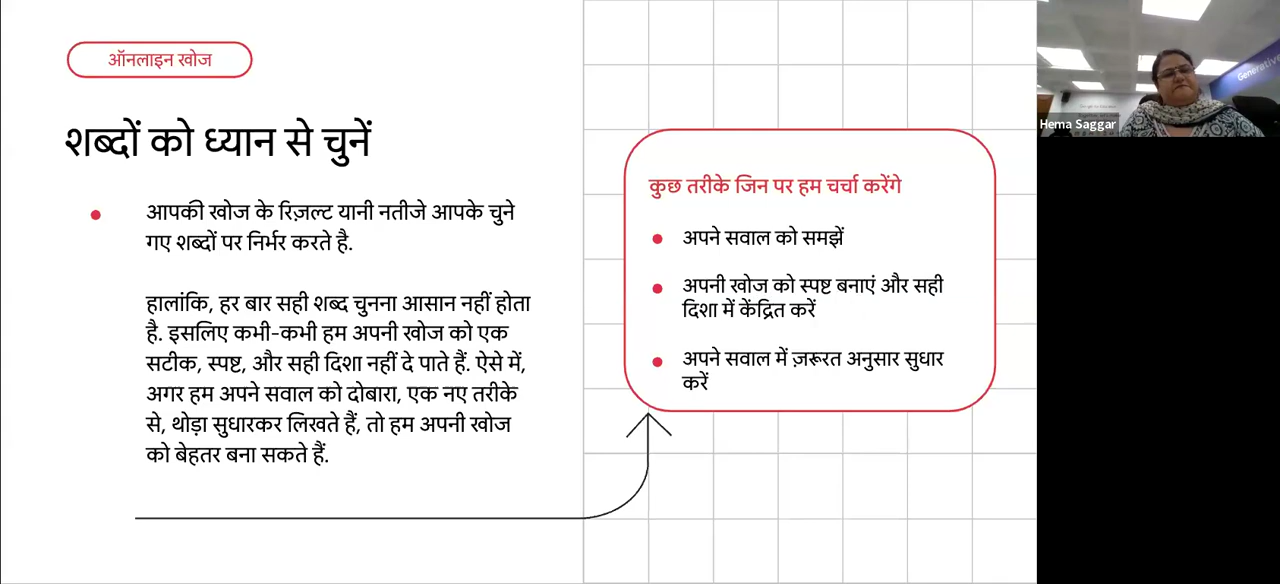 ऑनलाइन खोज
शब्दों को ध्यान से चुनें
आपकी खोज के रिज़ल्ट यानी नतीजे आपके चुने
गए शब्दों पर निर्भर करते है.
हालांकि, हर बार सही शब्द चुनना आसान नहीं होता
है. इसलिए कभी-कभी हम अपनी खोज को एक
सटीक, स्पष्ट, और सही दिशा नहीं दे पाते हैं. ऐसे में,
अगर हम अपने सवाल को दोबारा, एक नए तरीके
से, थोड़ा सुधारकर लिखते हैं, तो हम अपनी खोज
को बेहतर बना सकते हैं.
कुछ तरीके जिन पर हम चर्चा करेंगे
अपने सवाल को समझें
अपनी खोज को स्पष्ट बनाएं और सही
दिशा में केंद्रित करें
अपने सवाल में ज़रूरत अनुसार सुधार
करें
Generative
Hema Saggar